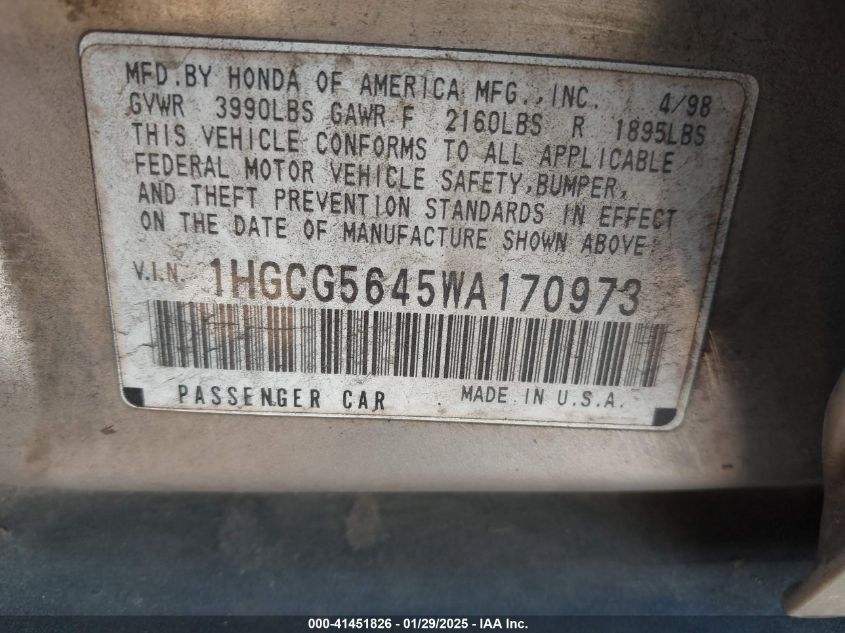 MFD.BY HONDA OF AMERICA MFG., INC. 4/98
GVWR 3990LBS GAWR F 2160LBS R 1895LBS
THIS VEHICLE CONFORMS TO ALL APPLICABLE
FEDERAL MOTOR VEHICLE SAFETY,BUMPER,
AND THEFT PREVENTION STANDARDS IN EFFECT
ON THE DATE OF MANUFACTURE SHOWN ABOVE.
V.I.N. 1HGCG5645WA170973
PASSENGER CAR MADE IN U.S.A.
000-41451826 / 01/29/2025 - IAA Inc.